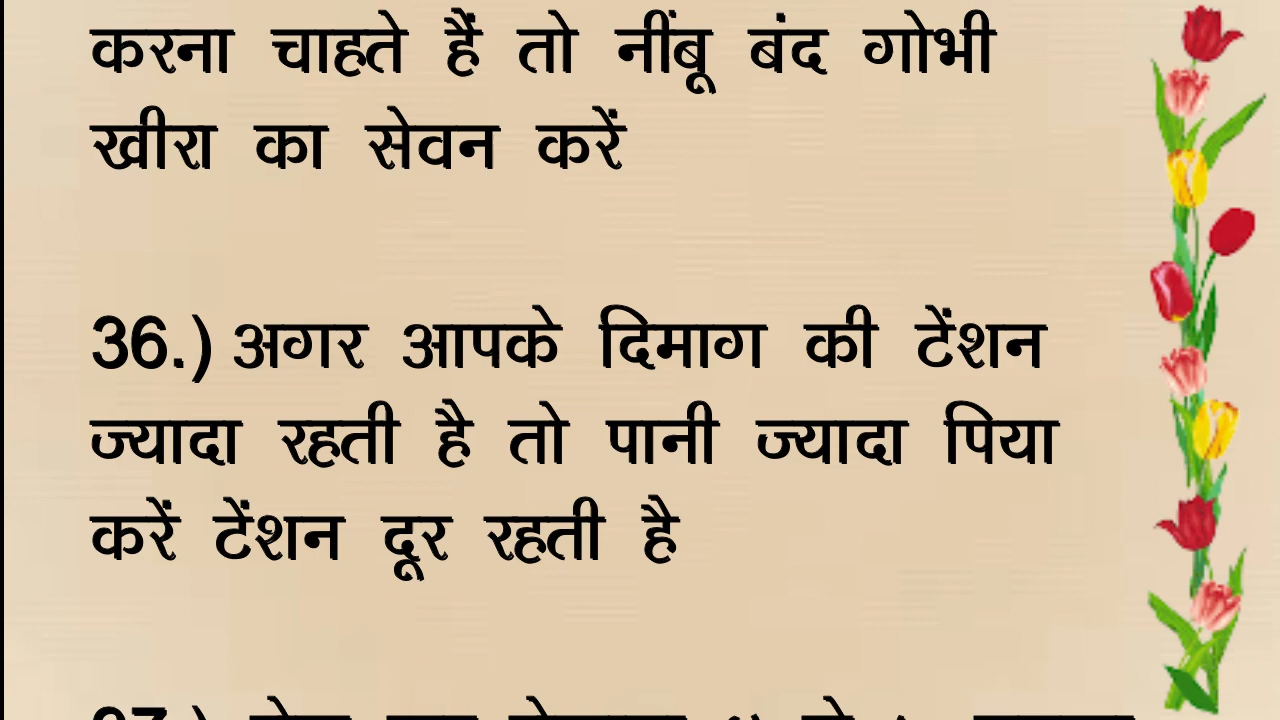 करना चाहते हैं तो नींबू बंद गोभी
खीरा का सेवन करें
36.) अगर आपके दिमाग की टेंशन
ज्यादा रहती है तो पानी ज्यादा पिया
करें टेंशन दूर रहती है